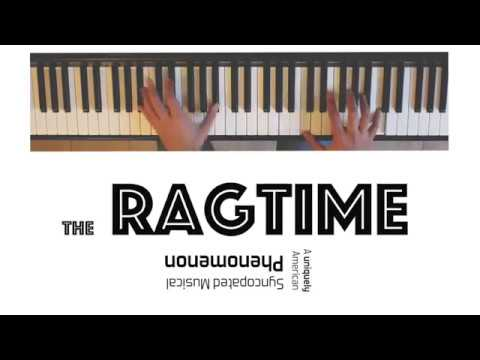 THE RAGTIME
Syncopated Musical
Phenomenon
A uniquely
American